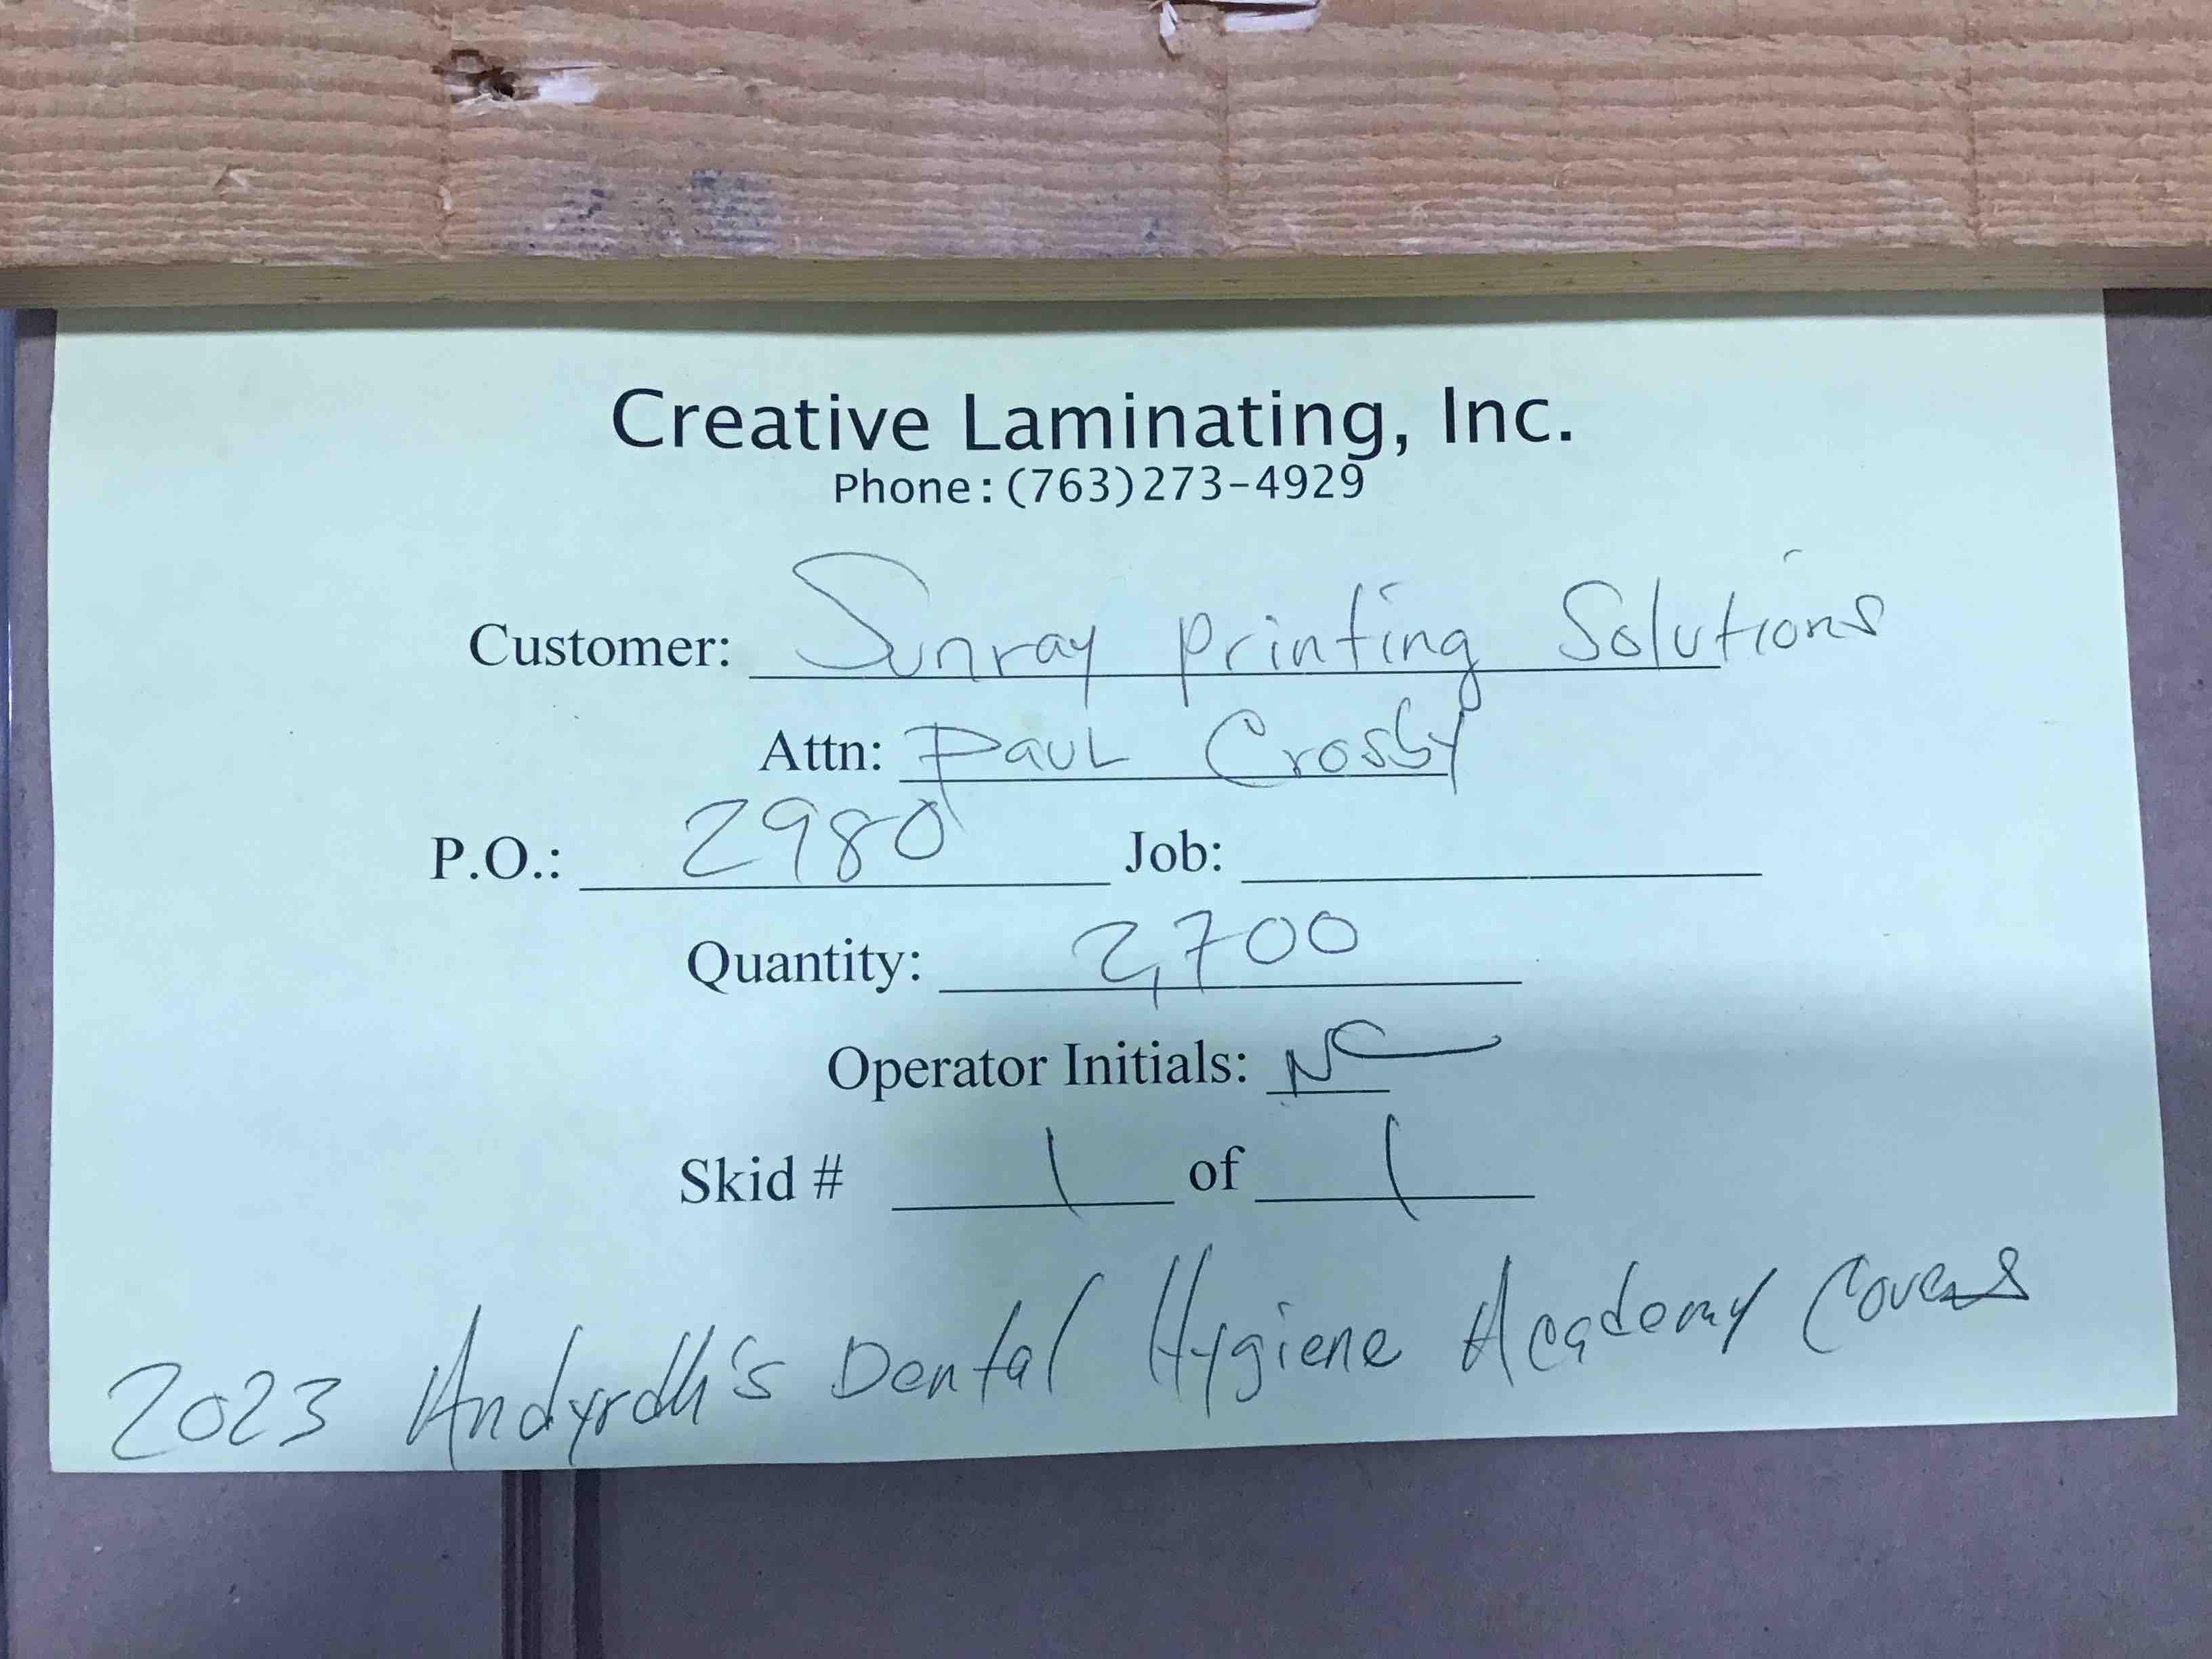 Creative Laminating, Inc.
Phone:(763)273-4929
Customer: Sunray Printing Solutions
Attn: Paul Crosby
P.O.: 2980 Job:
Quantity: 2,700
Operator Initials: NC
Skid # 1 of 1
2023 Dental Hygiene Academy Covers